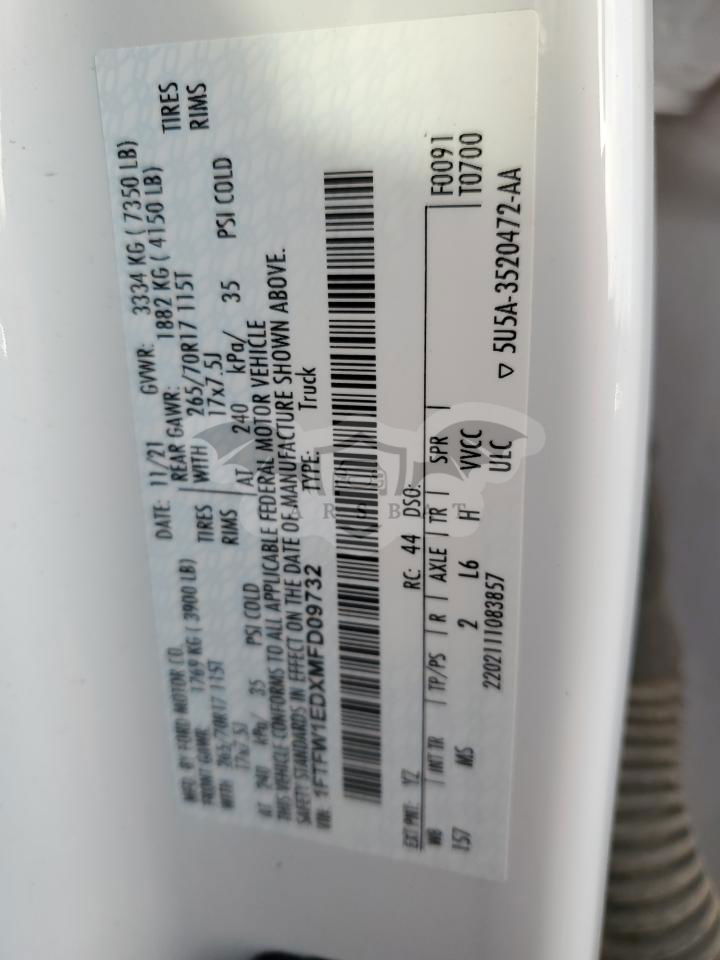 MFD. BY FORD MOTOR CO.
DATE: 11/21 GVWR: 3334 KG ( 7350 LB)
FRONT GAWR: 1769 KG ( 3900 LB) REAR GAWR: 1882 KG ( 4150 LB)
WITH 265/70R17 115T TIRES WITH 265/70R17 115T TIRES
17x7.5J RIMS 17x7.5J RIMS
AT 240 kPa/ 35 PSI COLD AT 240 kPa/ 35 PSI COLD
THIS VEHICLE CONFORMS TO ALL APPLICABLE FEDERAL MOTOR VEHICLE
SAFETY STANDARDS IN EFFECT ON THE DATE OF MANUFACTURE SHOWN ABOVE.
VIN: 1FTFW1EDXMFD09732 TYPE: Truck
EXT PNT: YZ RC: 44 DSO: F0091
WB INT TR TP/PS R AXLE TR SPR T0700
157 MS 2 L6 H VVCC
2202111083857 ULC
▽ 5U5A-3520472-AA
CARSBAT